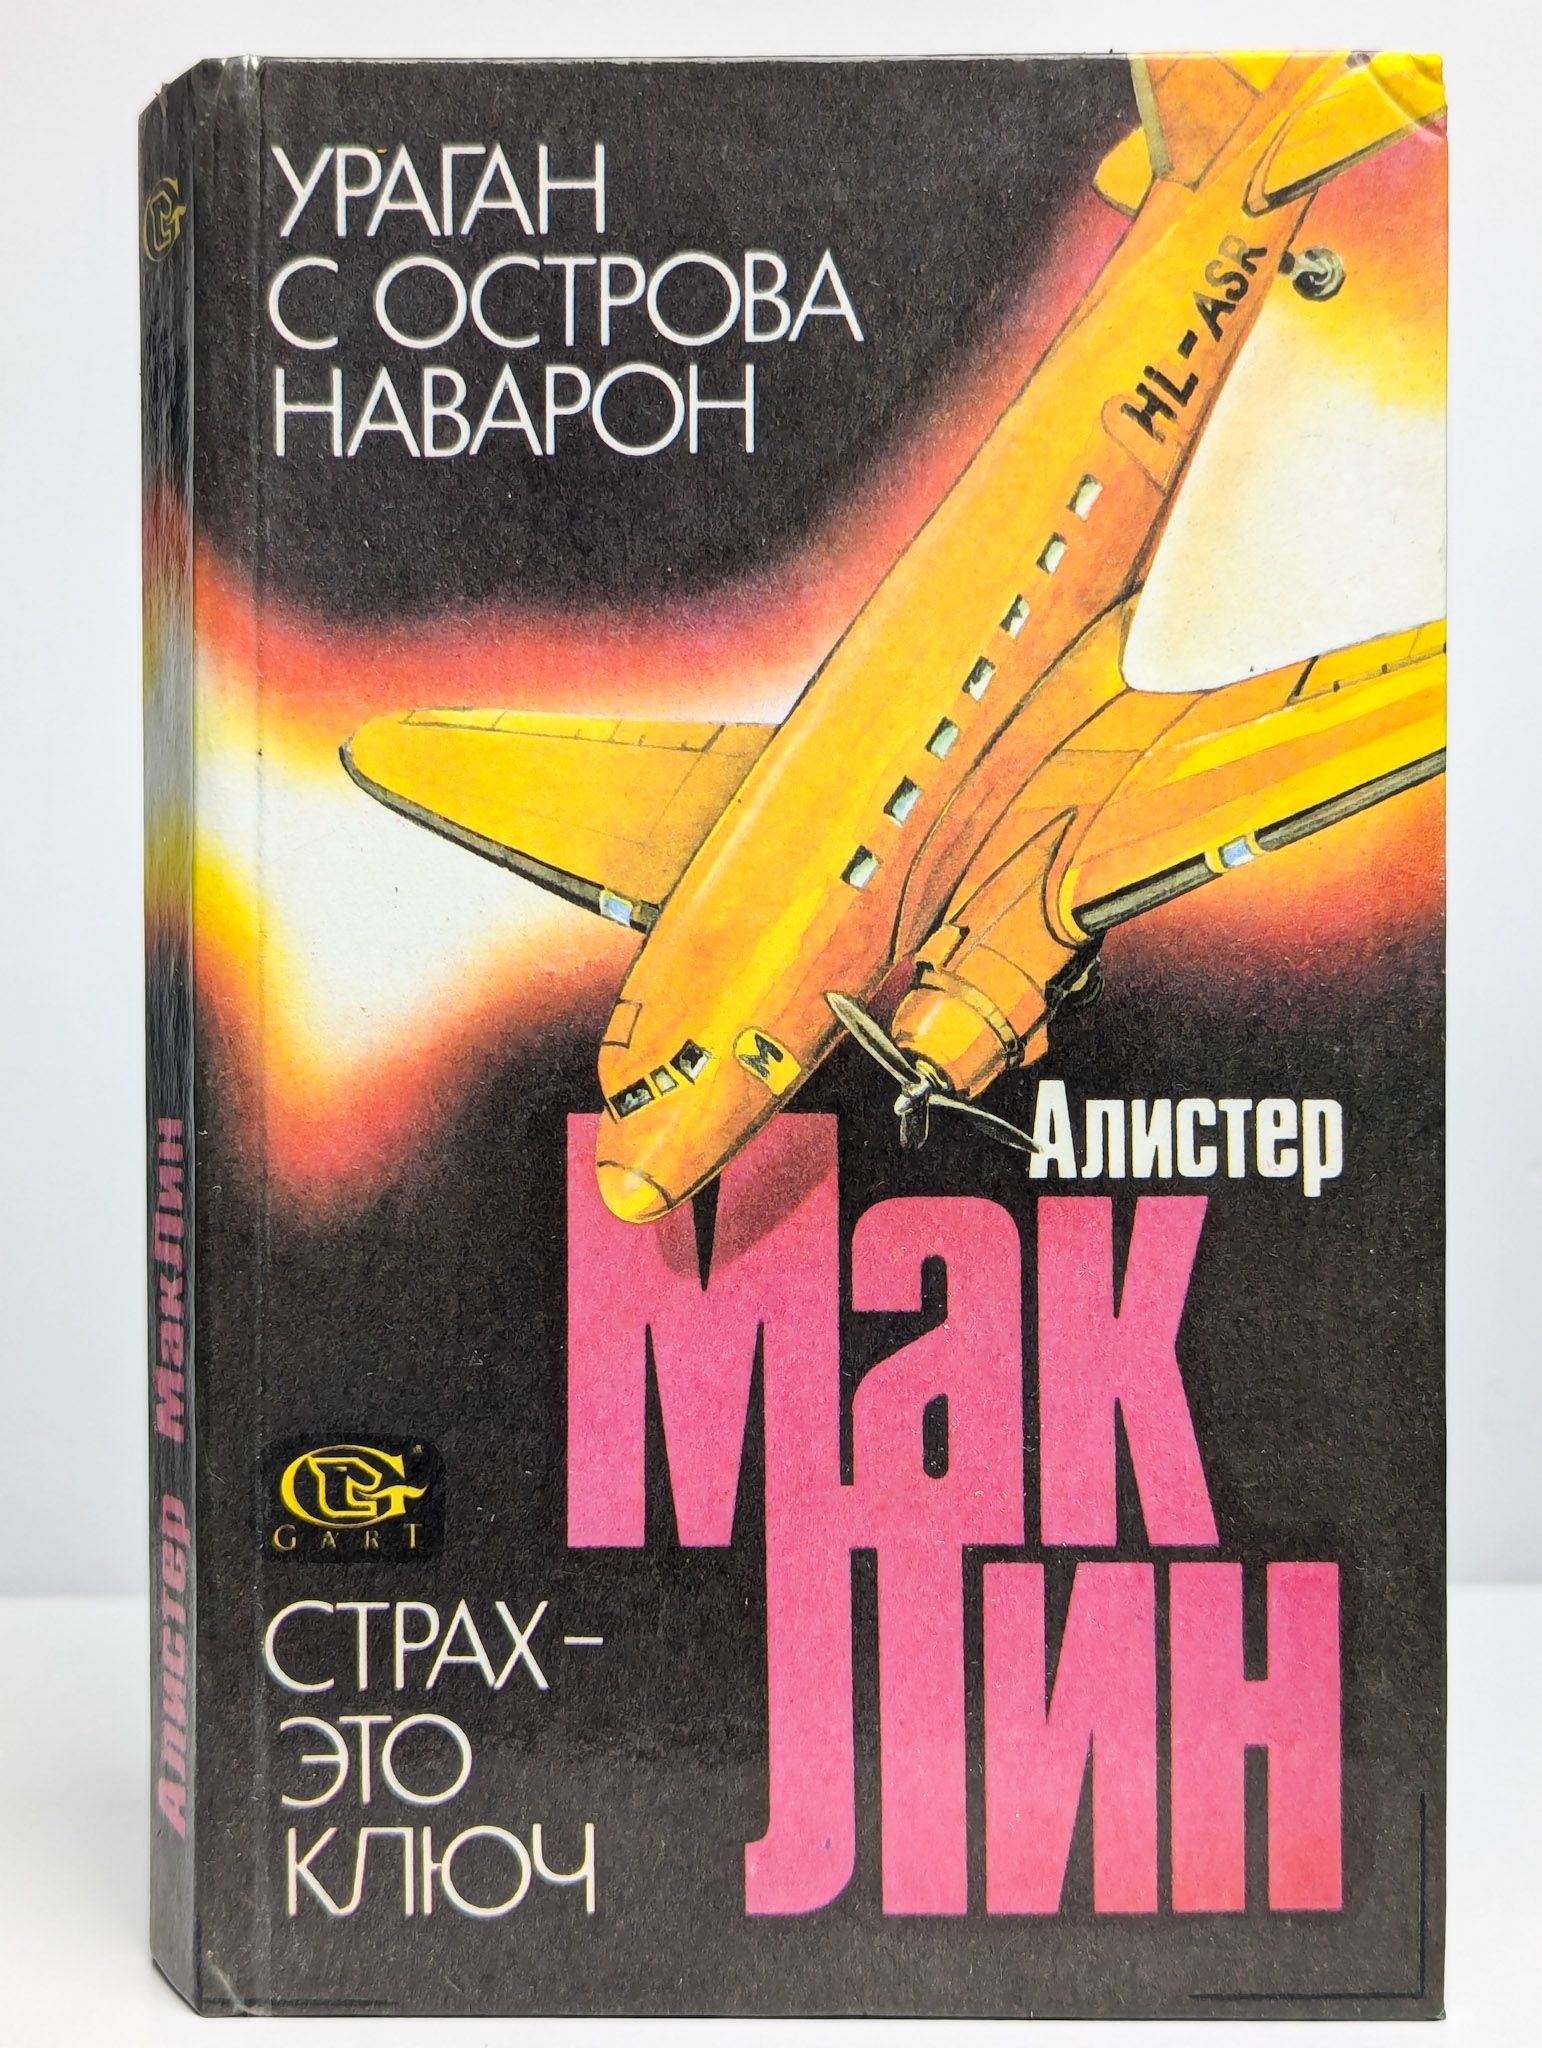 УРАГАН
С ОСТРОВА
НАВАРОН
HL-ASR
M
Алистер
Мак
Лин
GART
СТРАХ –
ЭТО
КЛЮЧ
Алистер Маклин